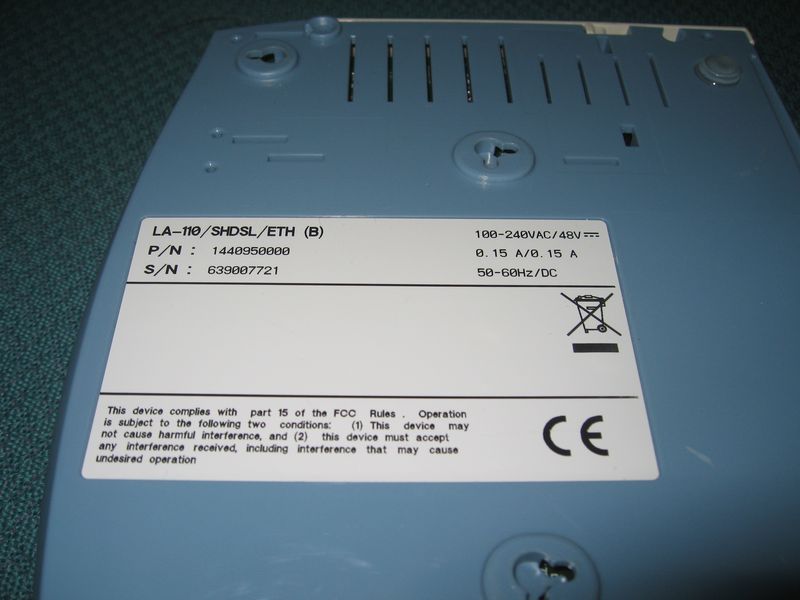 LA-110/SHDSL/ETH (B)
P/N : 1440950000
S/N : 639007721
100-240VAC/48V
0.15 A/0.15 A
50-60Hz/DC
This device complies with part 15 of the FCC Rules . Operation
is subject to the following two conditions: (1) This device may
not cause harmful interference, and (2) this device must accept
any interference received, including interference that may cause
undesired operation
CE